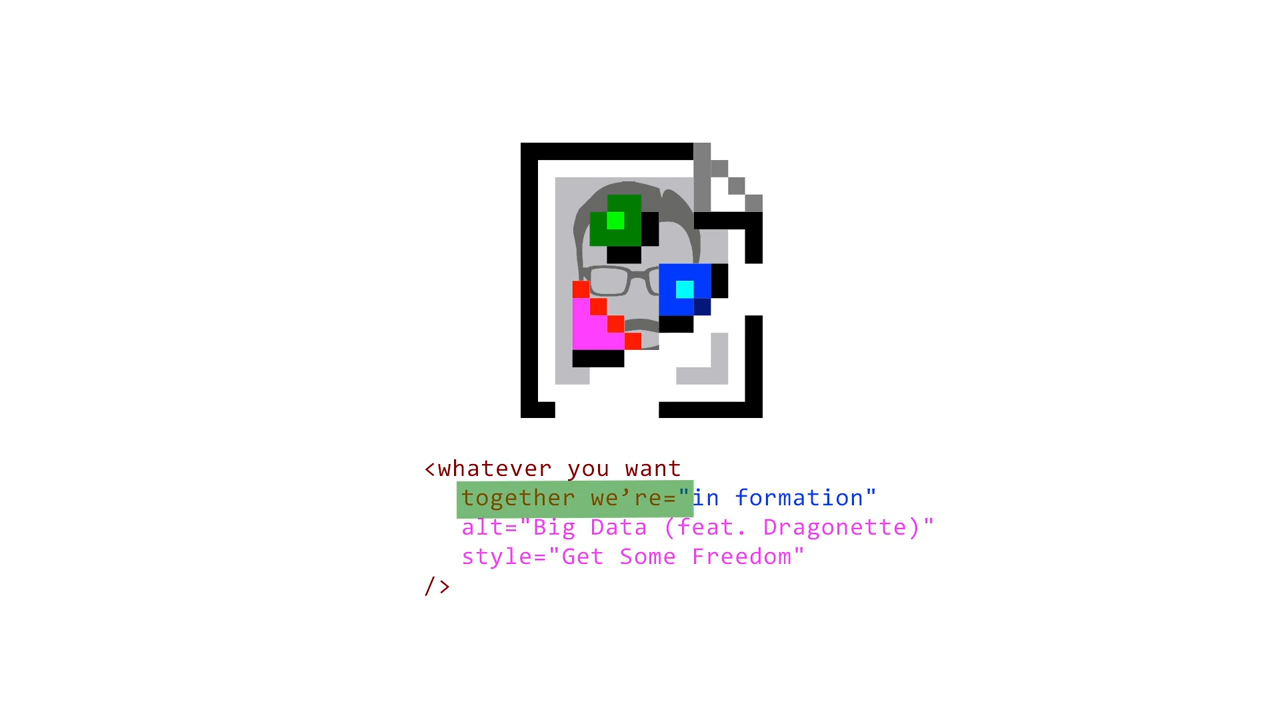 <whatever you want
together we’re="in formation"
alt="Big Data (feat. Dragonette)"
style="Get Some Freedom"
/>